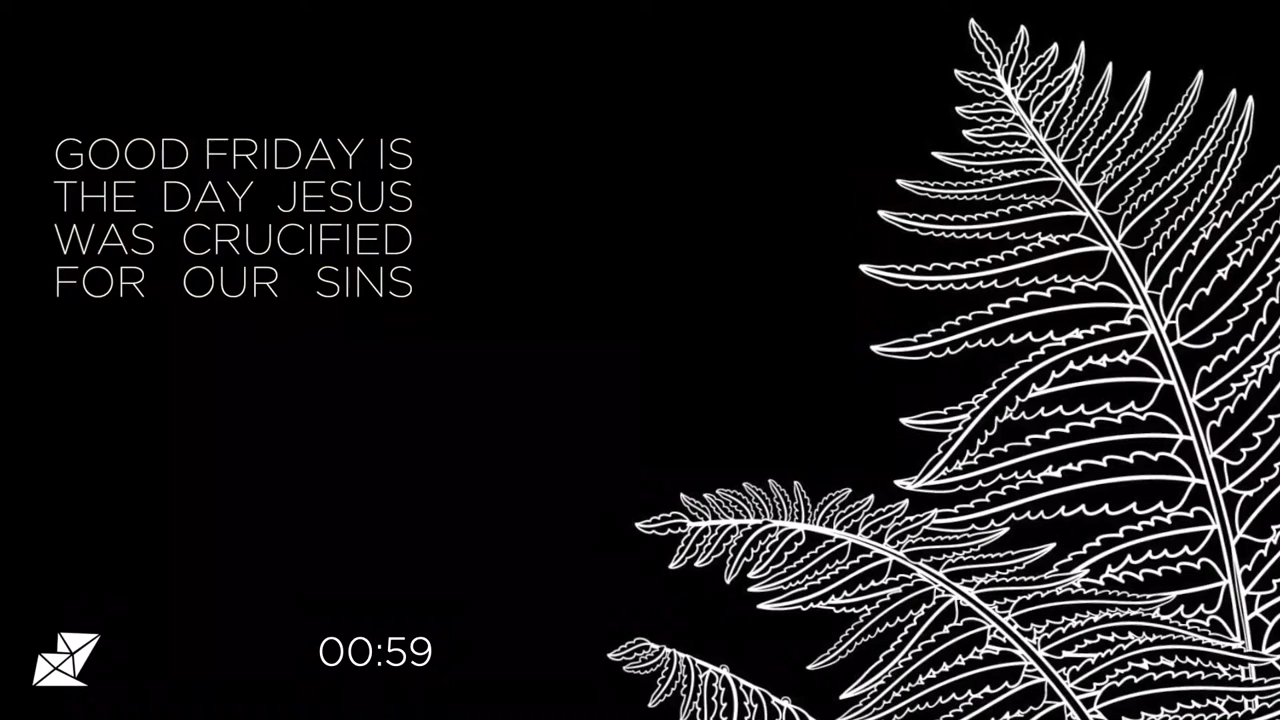 GOOD FRIDAY IS
THE DAY JESUS
WAS CRUCIFIED
FOR OUR SINS
00:59